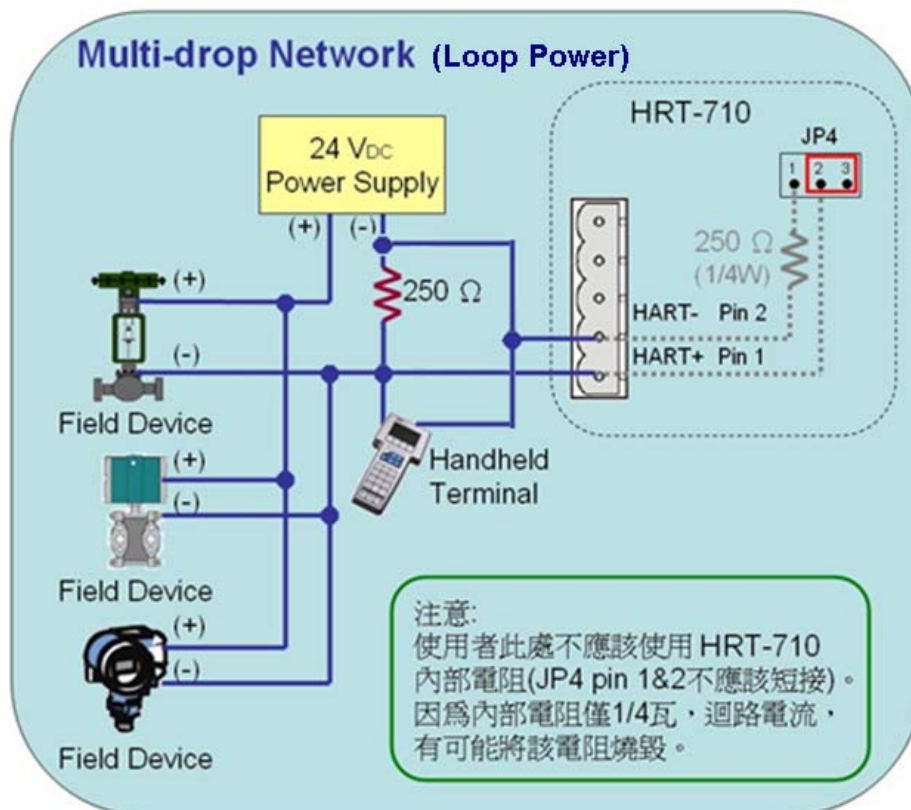 Multi-drop Network (Loop Power)
HRT-710
JP4
1 2 3
24 VDC
Power Supply
(+) (-)
250 Ω
(1/4W)
(+)
250 Ω
HART- Pin 2
(-)
HART+ Pin 1
Field Device
(+)
Handheld
Terminal
(-)
Field Device
(+)
(-)
Field Device
注意:
使用者此處不應該使用 HRT-710
內部電阻(JP4 pin 1&2不應該短接)。
因爲內部電阻僅1/4瓦，迴路電流，
有可能將該電阻燒毀。